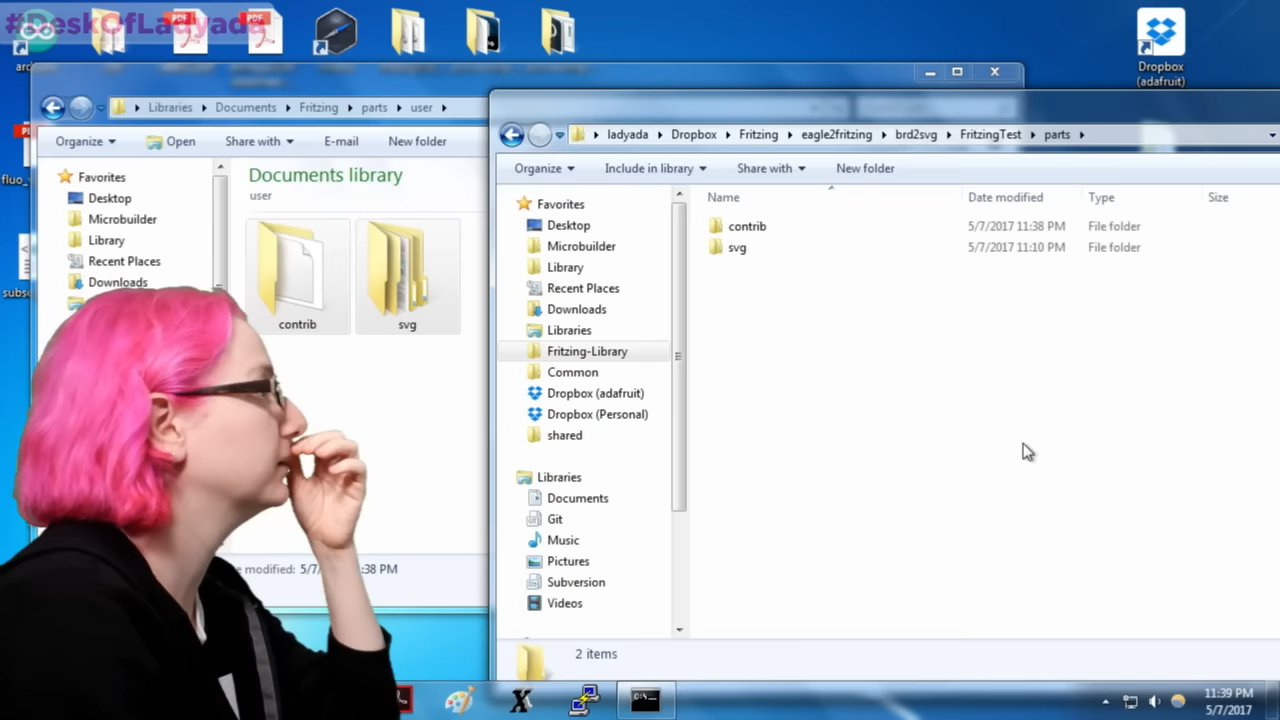 #DeskOfLadyada
PDF
PDF
Dropbox
(adafruit)
Libraries Documents Fritzing parts user
Organize Open Share with E-mail New folder
Favorites
Desktop
Microbuilder
Library
Recent Places
Downloads
Documents library
user
contrib
svg
38 PM
ladyada Dropbox Fritzing eagle2fritzing brd2svg FritzingTest parts
Organize Include in library Share with New folder
Favorites
Desktop
Microbuilder
Library
Recent Places
Downloads
Libraries
Fritzing-Library
Common
Dropbox (adafruit)
Dropbox (Personal)
shared
Libraries
Documents
Git
Music
Pictures
Subversion
Videos
Name Date modified Type Size
contrib 5/7/2017 11:38 PM File folder
svg 5/7/2017 11:10 PM File folder
2 items
C:\_
11:39 PM
5/7/2017